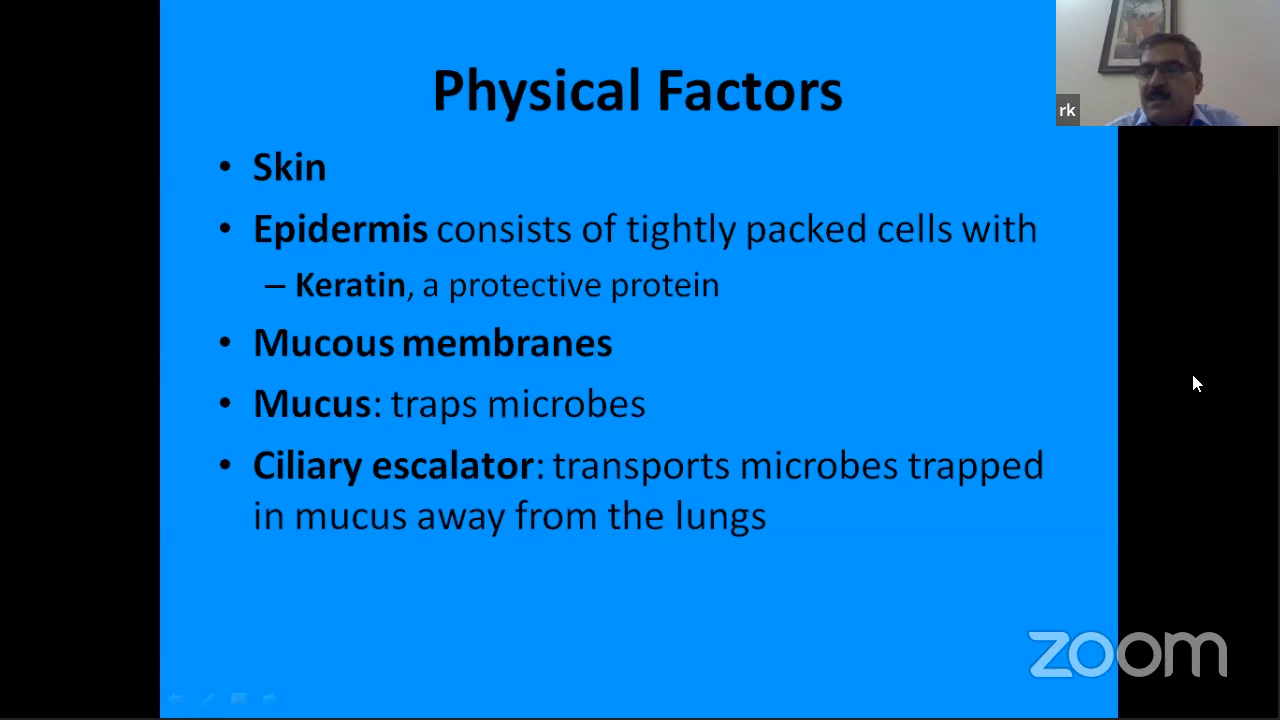 Physical Factors
rk
• Skin
• Epidermis consists of tightly packed cells with
– Keratin, a protective protein
• Mucous membranes
• Mucus: traps microbes
• Ciliary escalator: transports microbes trapped
in mucus away from the lungs
zoom